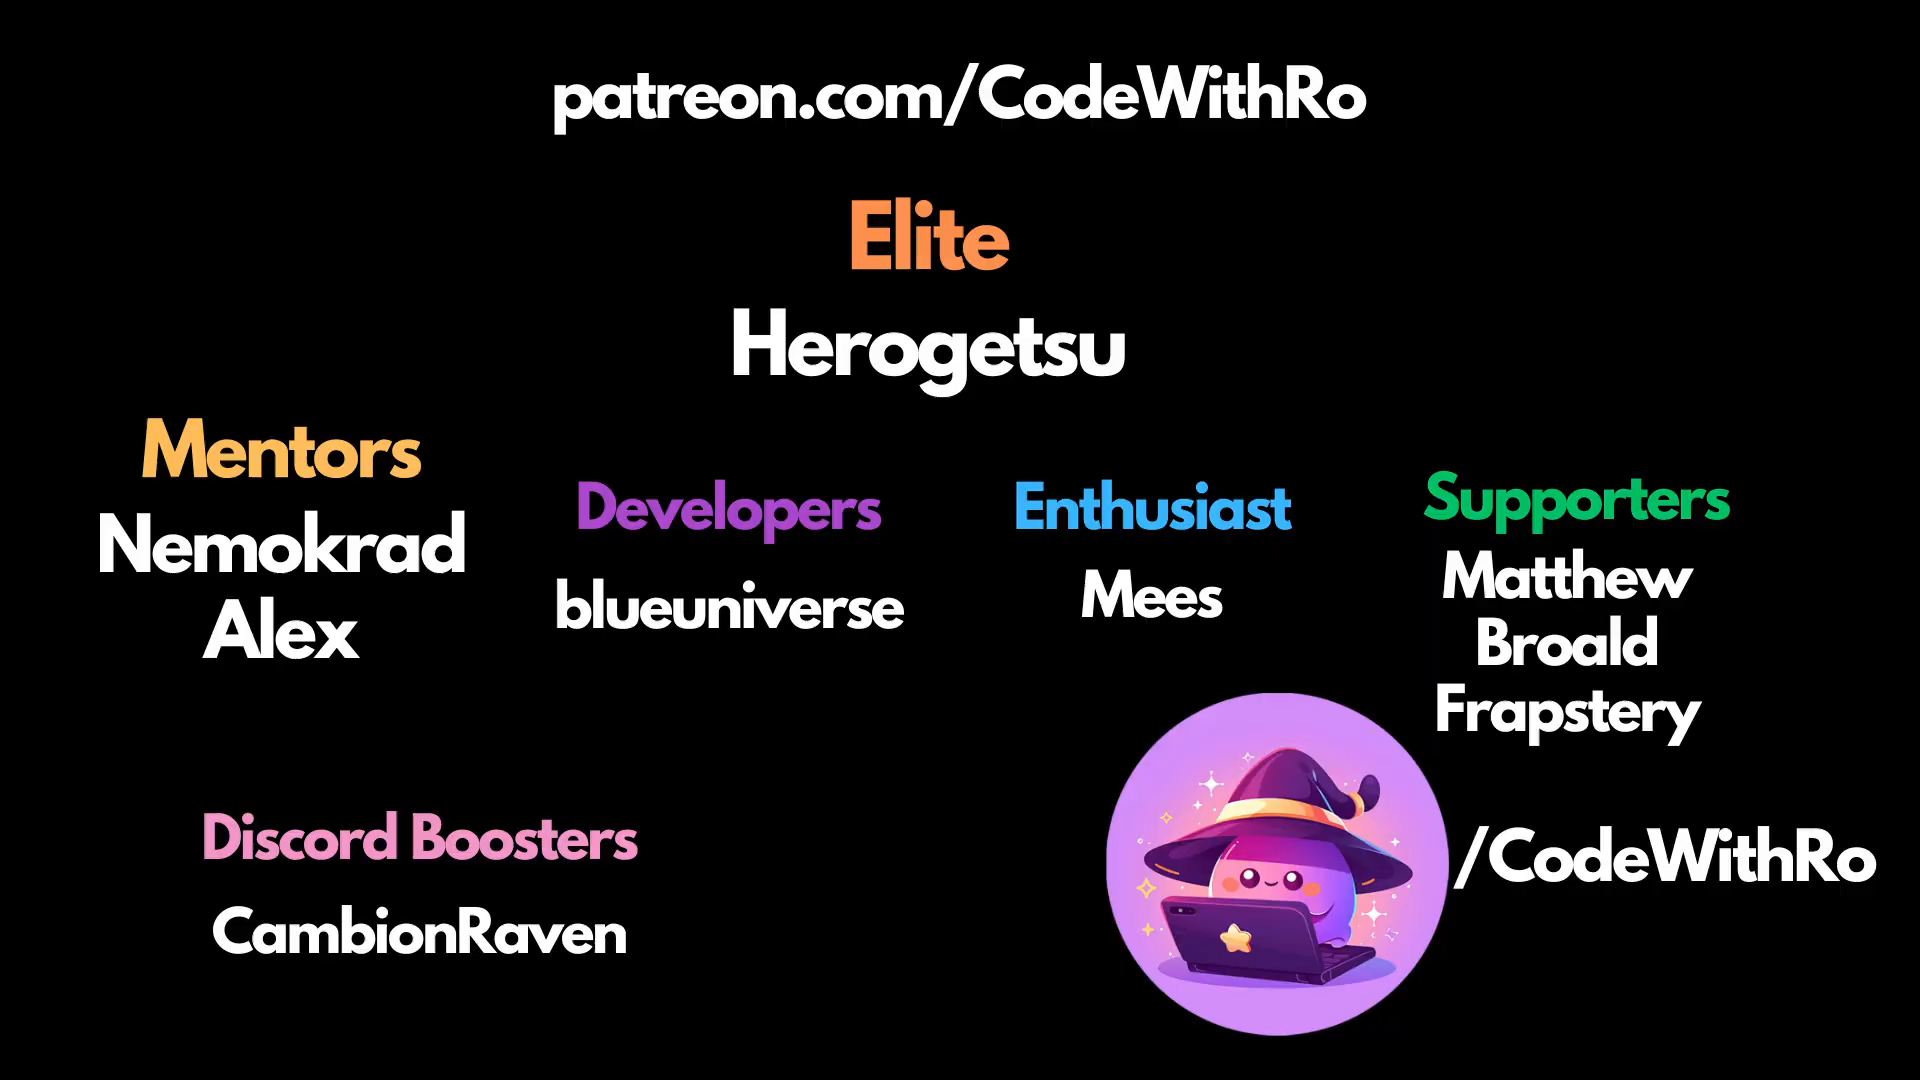 patreon.com/CodeWithRo
Elite
Herogetsu
Mentors
Nemokrad
Alex
Developers
blueuniverse
Enthusiast
Mees
Supporters
Matthew
Broald
Frapstery
Discord Boosters
CambionRaven
/CodeWithRo